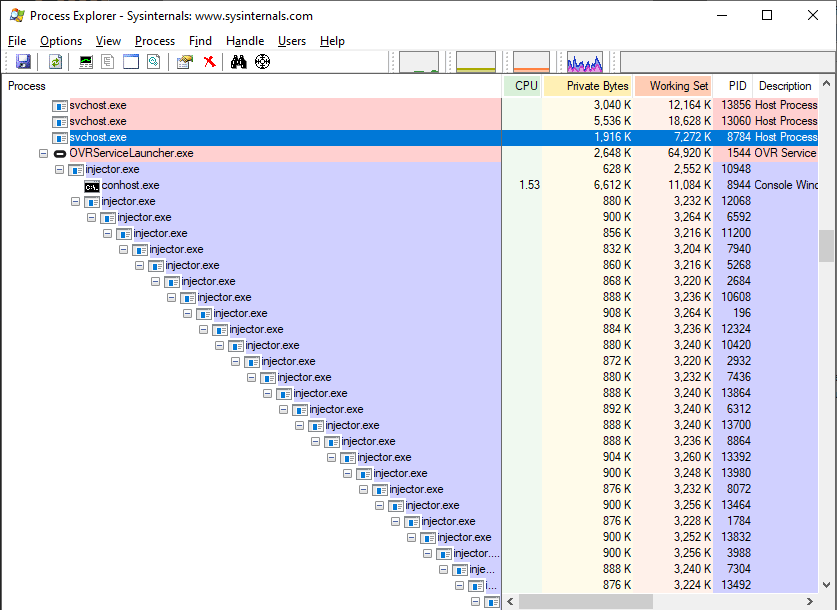 Process Explorer - Sysinternals: www.sysinternals.com
File Options View Process Find Handle Users Help
Process CPU Private Bytes Working Set PID Description
svchost.exe 3,040 K 12,164 K 13856 Host Process
svchost.exe 5,536 K 18,628 K 13060 Host Process
svchost.exe 1,916 K 7,272 K 8784 Host Process
OVRServiceLauncher.exe 2,648 K 64,920 K 1544 OVR Service
injector.exe 628 K 2,552 K 10948
C:\. conhost.exe 1.53 6,612 K 11,084 K 8944 Console Winc
injector.exe 880 K 3,232 K 12068
injector.exe 900 K 3,264 K 6592
injector.exe 856 K 3,216 K 11200
injector.exe 832 K 3,204 K 7940
injector.exe 860 K 3,216 K 5268
injector.exe 868 K 3,220 K 2684
injector.exe 888 K 3,236 K 10608
injector.exe 908 K 3,264 K 196
injector.exe 884 K 3,236 K 12324
injector.exe 880 K 3,240 K 10420
injector.exe 872 K 3,220 K 2932
injector.exe 880 K 3,232 K 7436
injector.exe 888 K 3,240 K 13864
injector.exe 892 K 3,240 K 6312
injector.exe 888 K 3,240 K 13700
injector.exe 888 K 3,236 K 8864
injector.exe 904 K 3,260 K 13392
injector.exe 900 K 3,248 K 13980
injector.exe 876 K 3,232 K 8072
injector.exe 900 K 3,256 K 13464
injector.exe 876 K 3,228 K 1784
injector.exe 900 K 3,252 K 13832
injector.... 900 K 3,256 K 3988
inje... 888 K 3,240 K 7304
i... 876 K 3,224 K 13492